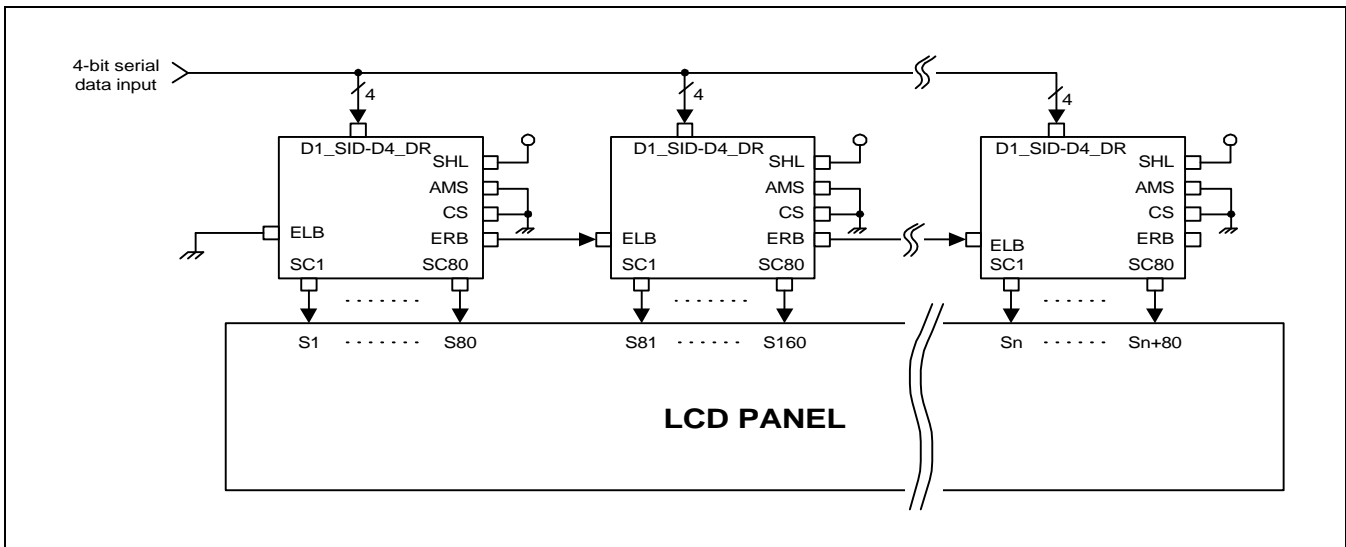 4-bit serial
data input
4
4
4
D1_SID-D4_DR
SHL
AMS
CS
ERB
ELB
SC1
SC80
D1_SID-D4_DR
SHL
AMS
CS
ERB
ELB
SC1
SC80
D1_SID-D4_DR
SHL
AMS
CS
ERB
ELB
SC1
SC80
S1 ······· S80
S81 ······ S160
Sn ······ Sn+80
LCD PANEL